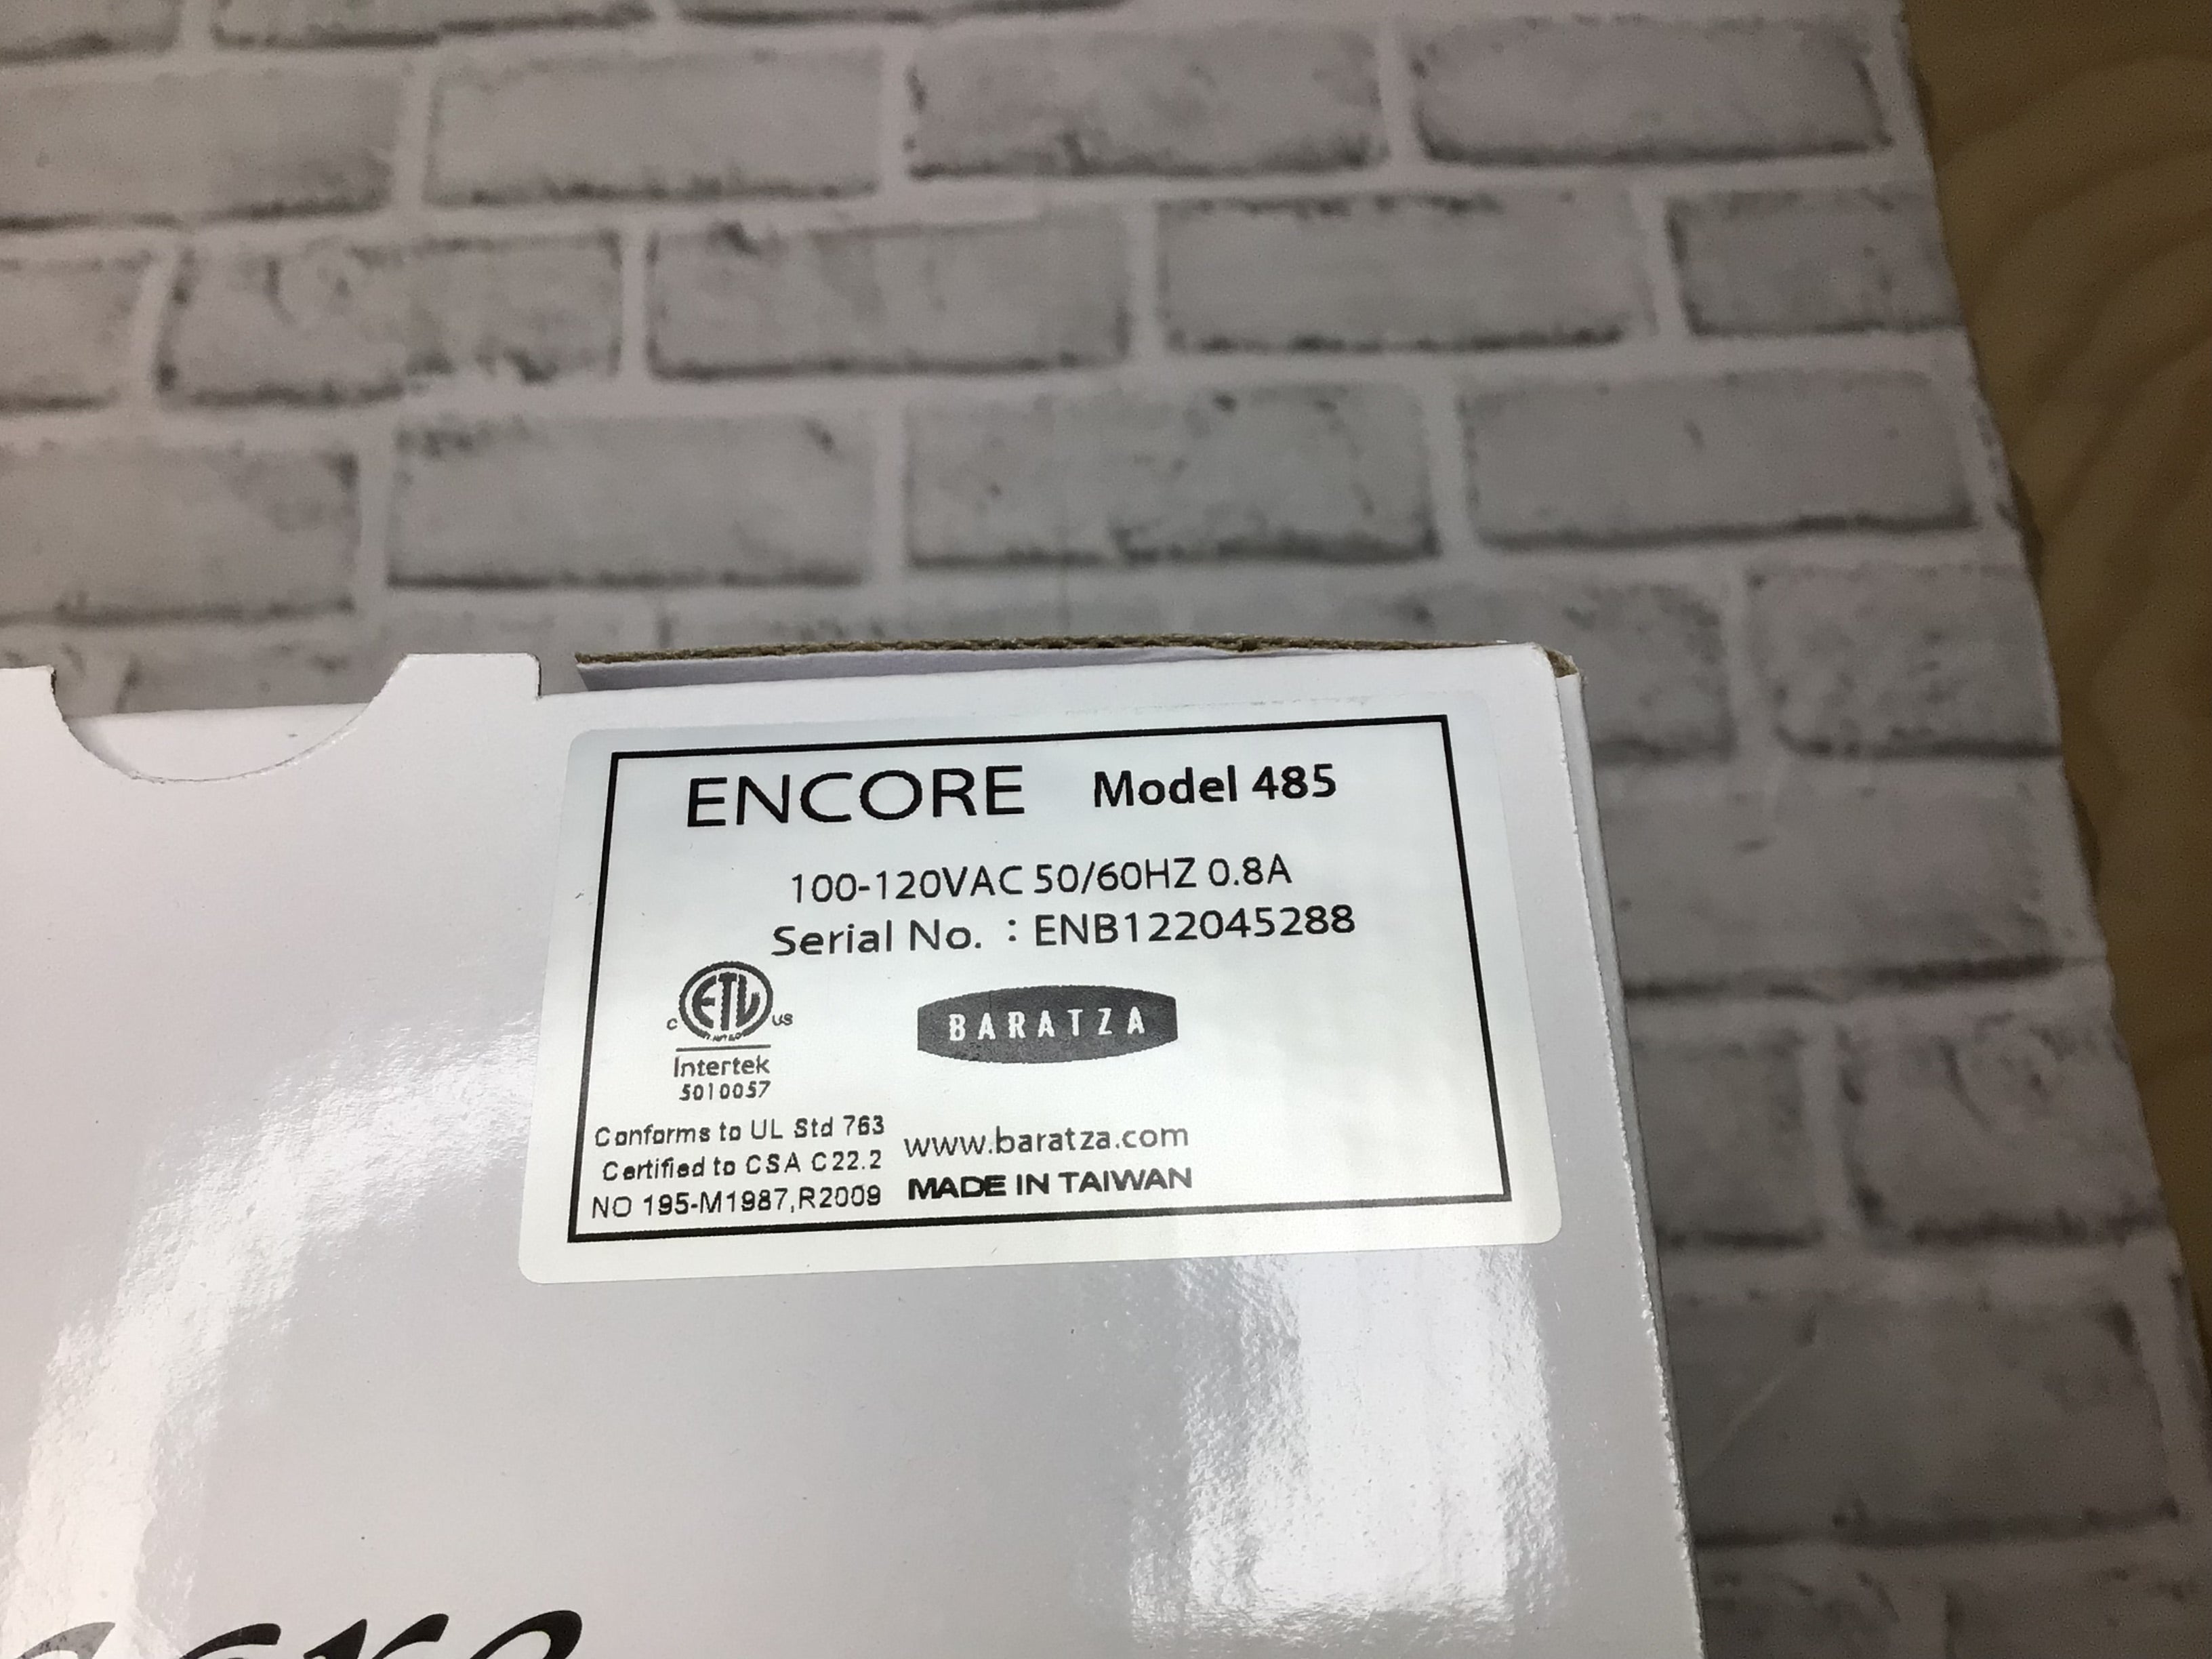 ENCORE Model 485
100-120VAC 50/60HZ 0.8A
Serial No. : ENB122045288
ETL
C US
Intertek
5010057
BARATZA
Conforms to UL Std 763
Certified to CSA C22.2
NO 195-M1987,R2009
www.baratza.com
MADE IN TAIWAN